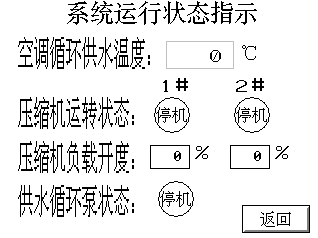 系统运行状态指示
空调循环供水温度： 0 ℃
1# 2#
压缩机运转状态： 停机 停机
压缩机负载开度： 0 % 0 %
供水循环泵状态： 停机
返回